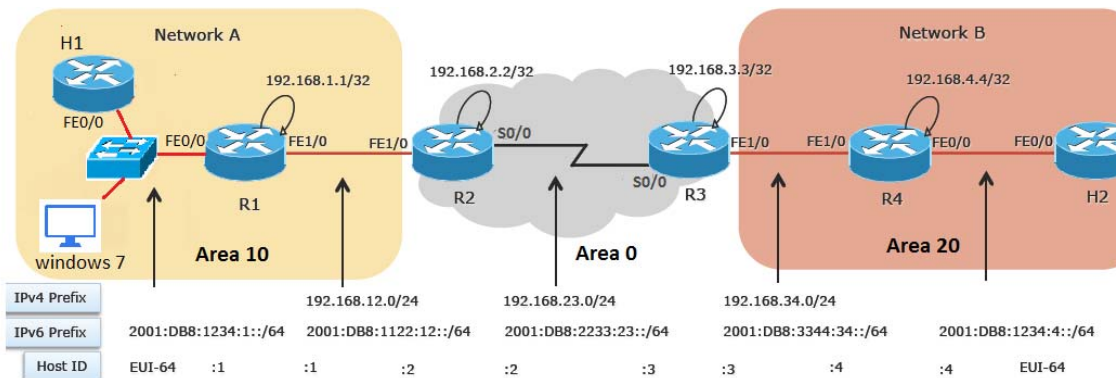 Network A
Network B
H1
192.168.1.1/32
192.168.2.2/32
192.168.3.3/32
192.168.4.4/32
FE0/0
FE0/0
FE1/0
FE1/0
S0/0
S0/0
FE1/0
FE1/0
FE0/0
R1
R2
R3
R4
H2
windows 7
Area 10
Area 0
Area 20
IPv4 Prefix
192.168.12.0/24
192.168.23.0/24
192.168.34.0/24
IPv6 Prefix
2001:DB8:1234:1::/64
2001:DB8:1122:12::/64
2001:DB8:2233:23::/64
2001:DB8:3344:34::/64
2001:DB8:1234:4::/64
Host ID
EUI-64
:1
:1
:2
:2
:3
:3
:4
:4
EUI-64